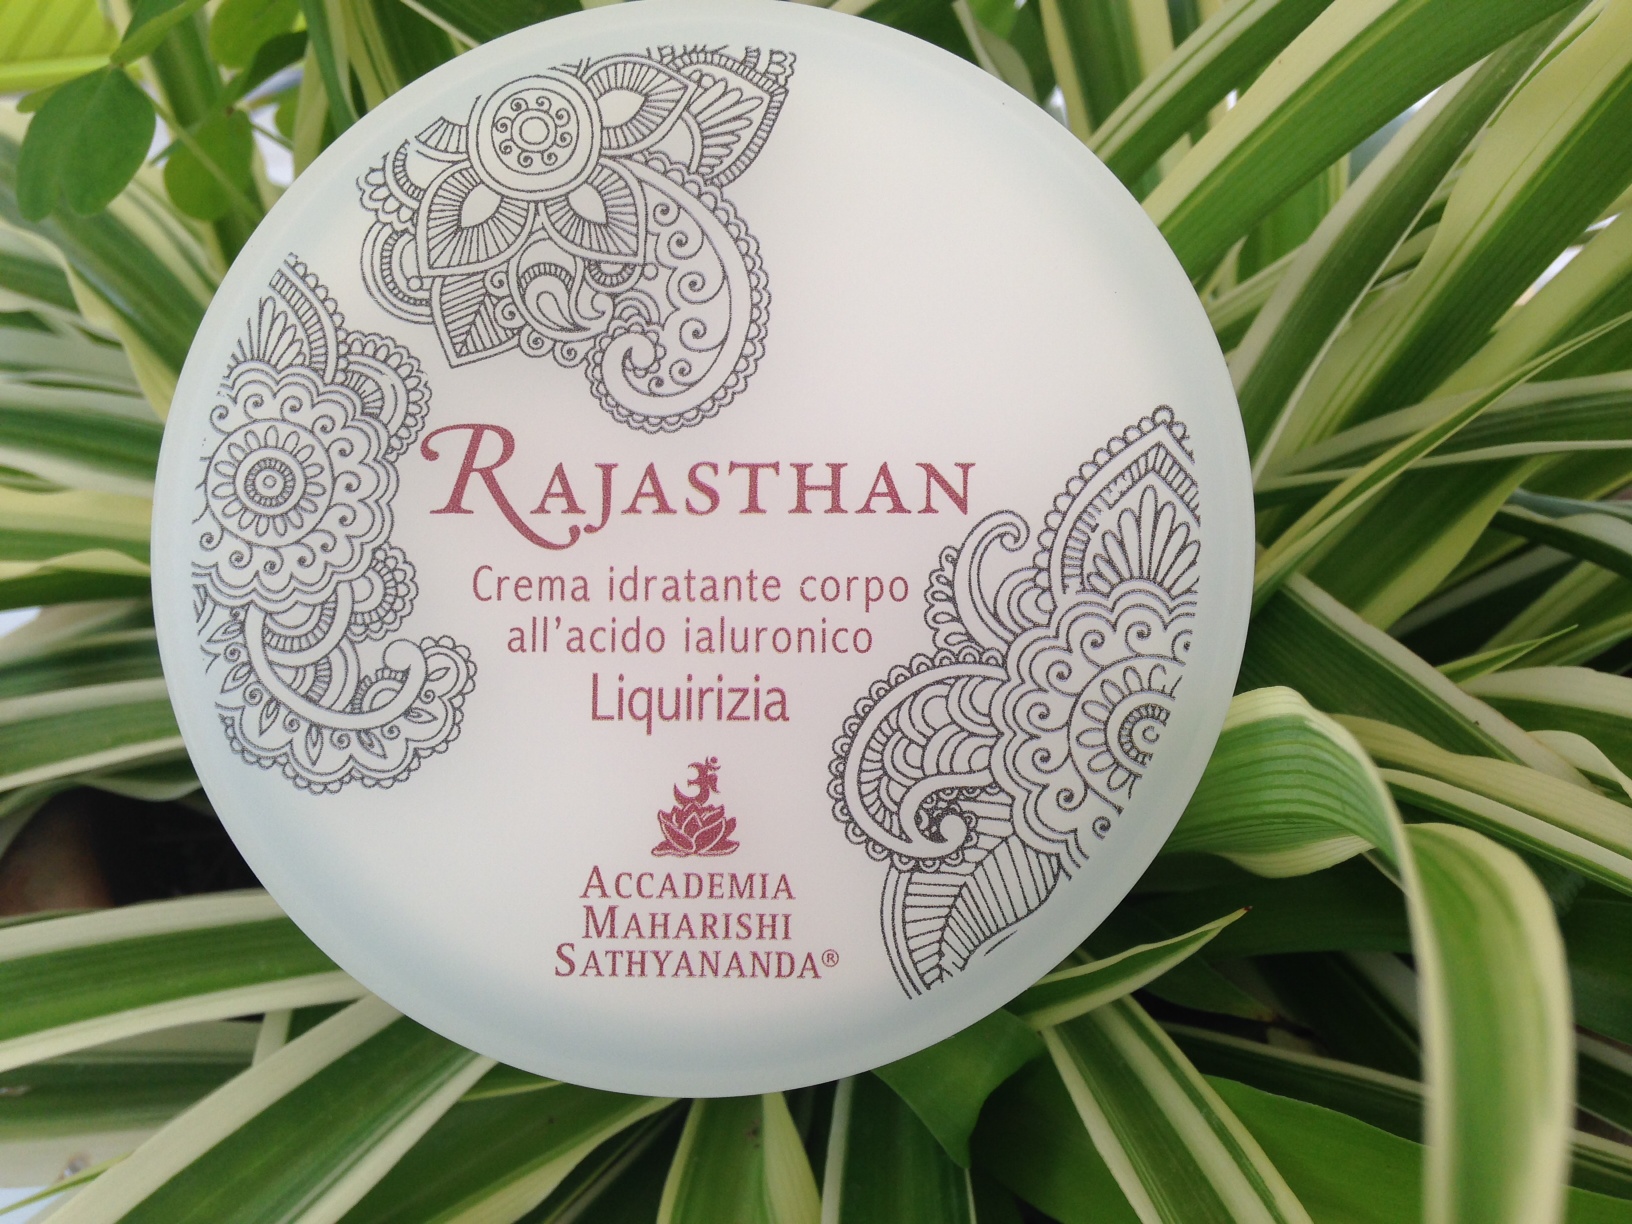 RAJASTHAN
Crema idratante corpo
all'acido ialuronico
Liquirizia
ॐ
ACCADEMIA
MAHARISHI
SATHYANANDA®